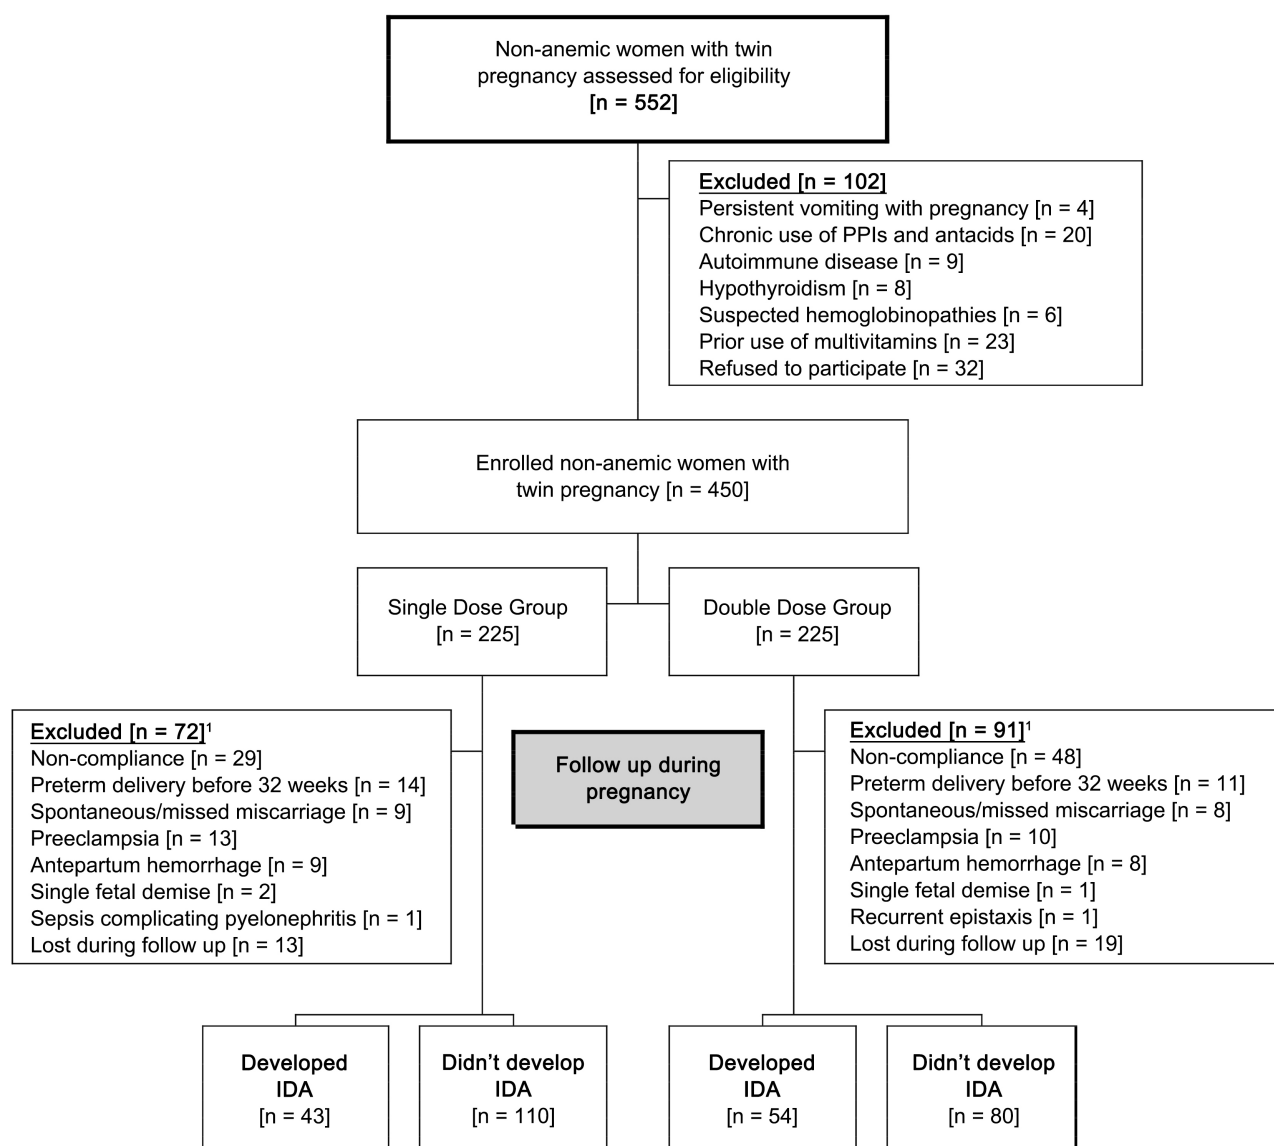 Non-anemic women with twin
pregnancy assessed for eligibility
[n = 552]
Excluded [n = 102]
Persistent vomiting with pregnancy [n = 4]
Chronic use of PPIs and antacids [n = 20]
Autoimmune disease [n = 9]
Hypothyroidism [n = 8]
Suspected hemoglobinopathies [n = 6]
Prior use of multivitamins [n = 23]
Refused to participate [n = 32]
Enrolled non-anemic women with
twin pregnancy [n = 450]
Single Dose Group
[n = 225]
Double Dose Group
[n = 225]
Excluded [n = 72]¹
Non-compliance [n = 29]
Preterm delivery before 32 weeks [n = 14]
Spontaneous/missed miscarriage [n = 9]
Preeclampsia [n = 13]
Antepartum hemorrhage [n = 9]
Single fetal demise [n = 2]
Sepsis complicating pyelonephritis [n = 1]
Lost during follow up [n = 13]
Follow up during
pregnancy
Excluded [n = 91]¹
Non-compliance [n = 48]
Preterm delivery before 32 weeks [n = 11]
Spontaneous/missed miscarriage [n = 8]
Preeclampsia [n = 10]
Antepartum hemorrhage [n = 8]
Single fetal demise [n = 1]
Recurrent epistaxis [n = 1]
Lost during follow up [n = 19]
Developed
IDA
[n = 43]
Didn't develop
IDA
[n = 110]
Developed
IDA
[n = 54]
Didn't develop
IDA
[n = 80]